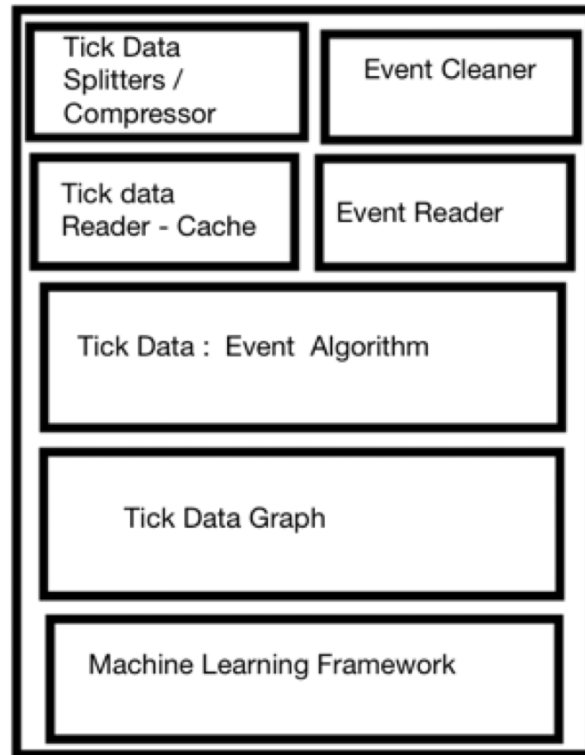 Tick Data
Splitters /
Compressor
Event Cleaner
Tick data
Reader - Cache
Event Reader
Tick Data : Event Algorithm
Tick Data Graph
Machine Learning Framework